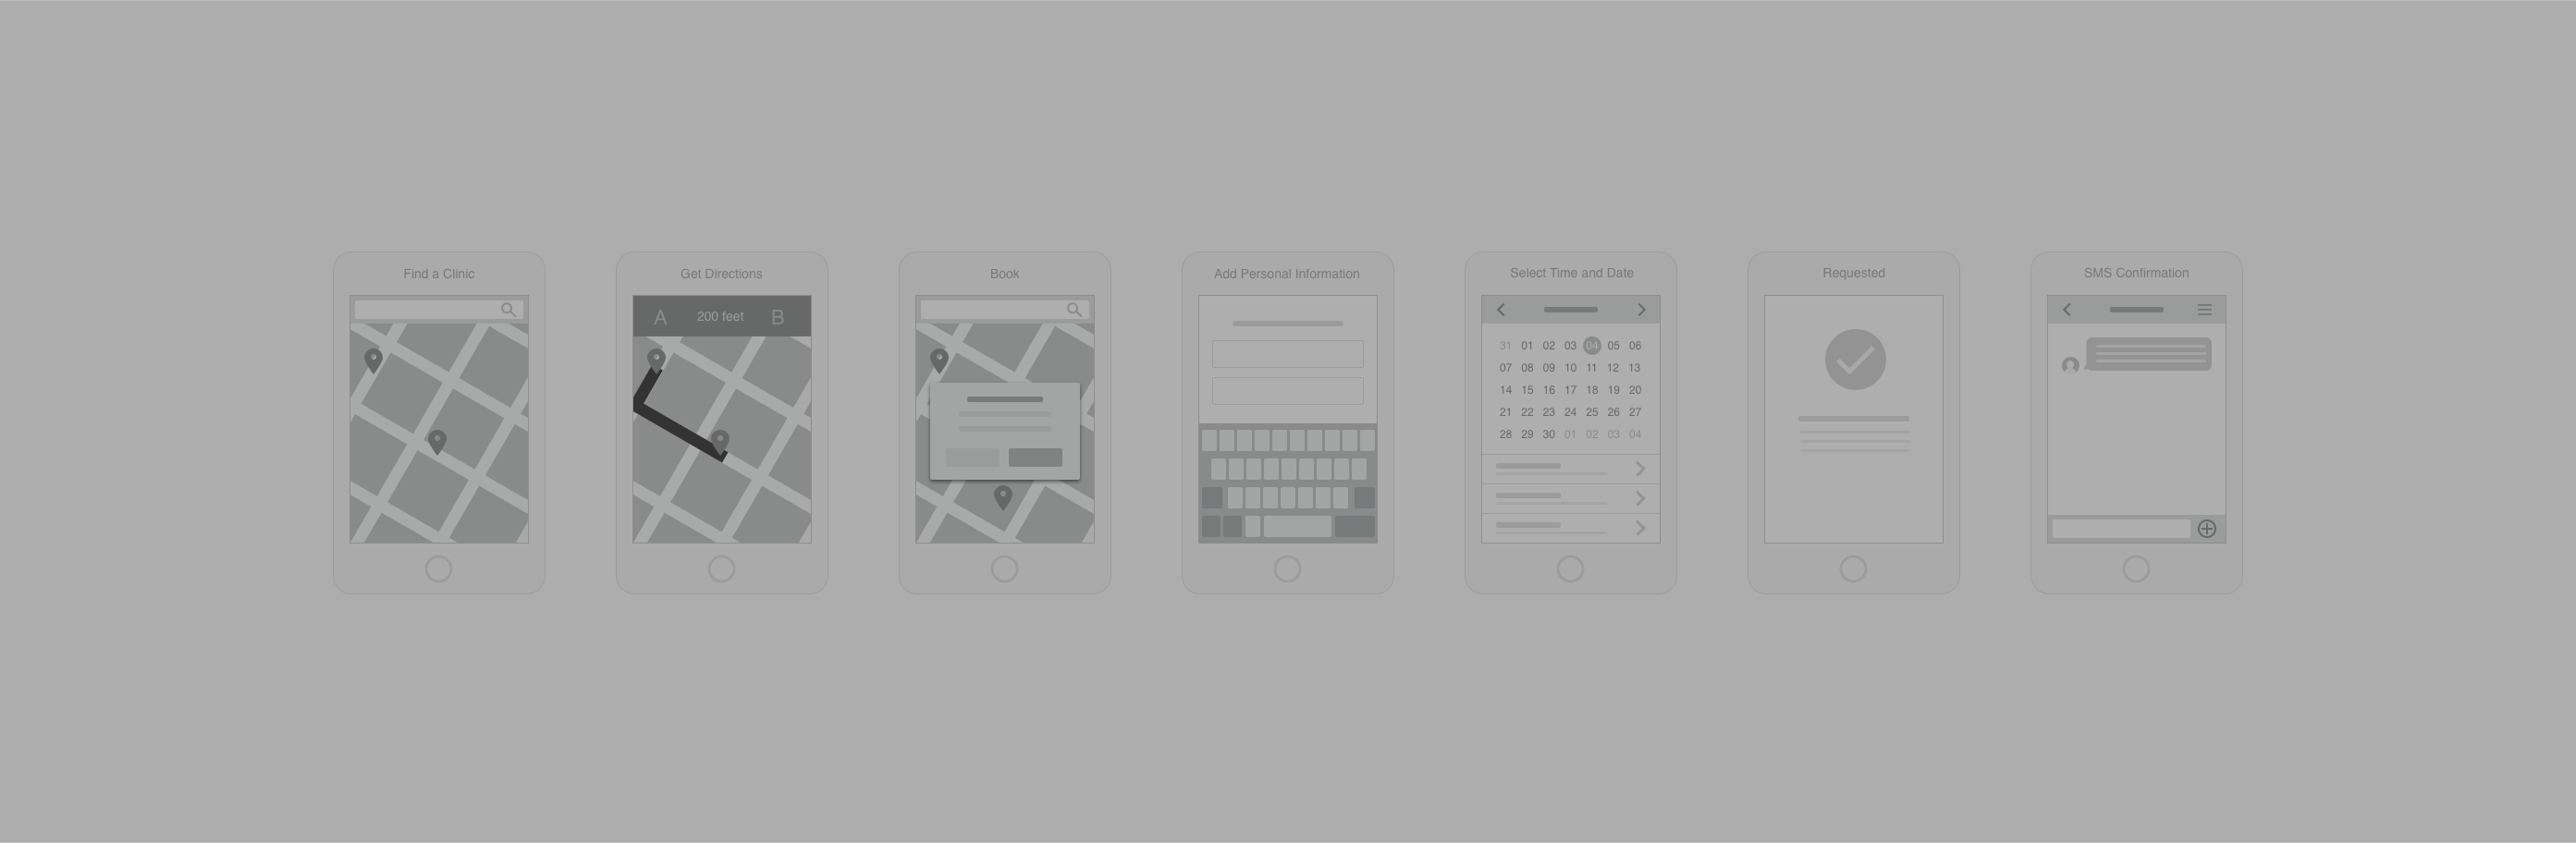 Find a Clinic
Get Directions
A 200 feet B
Book
Add Personal Information
Select Time and Date
31 01 02 03 04 05 06
07 08 09 10 11 12 13
14 15 16 17 18 19 20
21 22 23 24 25 26 27
28 29 30 01 02 03 04
Requested
SMS Confirmation